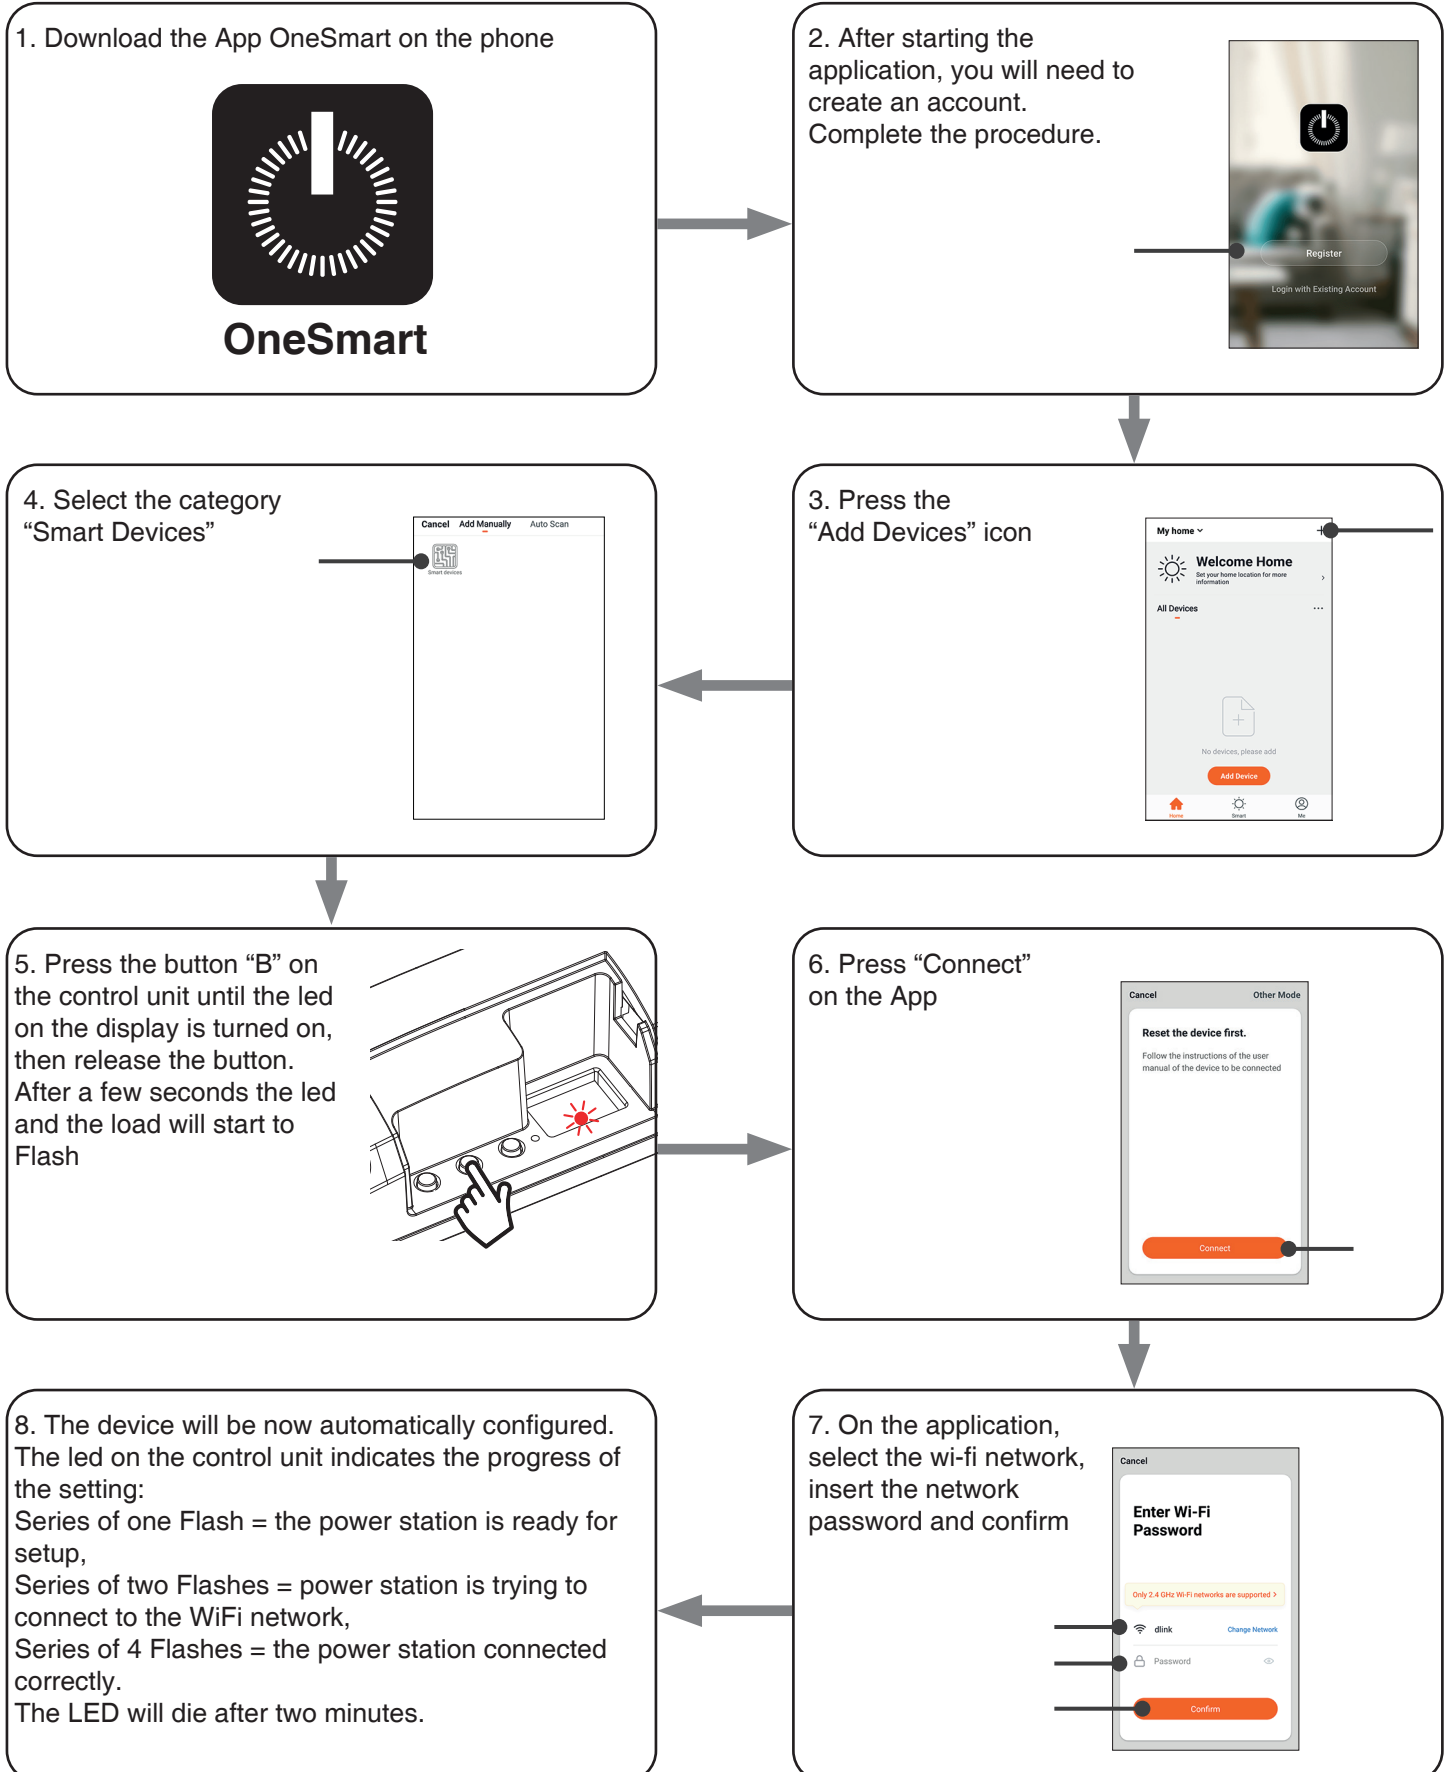 1. Download the App OneSmart on the phone
OneSmart
2. After starting the
application, you will need to
create an account.
Complete the procedure.
Register
Login with Existing Account
3. Press the
“Add Devices” icon
My home
Welcome Home
Set your home location for more
information
All Devices
No devices, please add
Add Device
Home
Smart
Me
4. Select the category
“Smart Devices”
Cancel Add Manually Auto Scan
Smart devices
5. Press the button “B” on
the control unit until the led
on the display is turned on,
then release the button.
After a few seconds the led
and the load will start to
Flash
6. Press “Connect”
on the App
Cancel Other Mode
Reset the device first.
Follow the instructions of the user
manual of the device to be connected
Connect
7. On the application,
select the wi-fi network,
insert the network
password and confirm
Cancel
Enter Wi-Fi
Password
Only 2.4 GHz Wi-Fi networks are supported >
dlink Change Network
Password
Confirm
8. The device will be now automatically configured.
The led on the control unit indicates the progress of
the setting:
Series of one Flash = the power station is ready for
setup,
Series of two Flashes = power station is trying to
connect to the WiFi network,
Series of 4 Flashes = the power station connected
correctly.
The LED will die after two minutes.